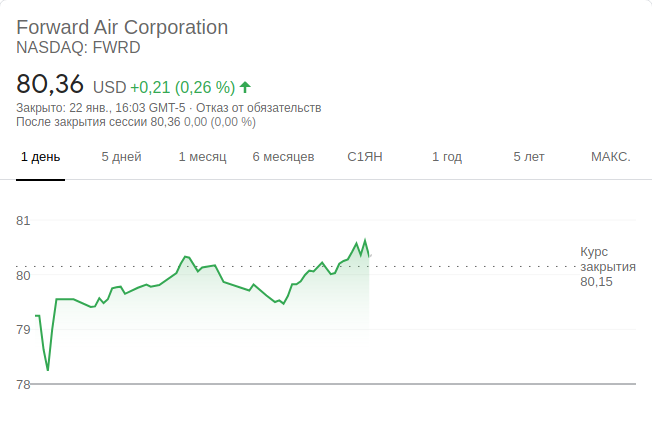 Forward Air Corporation
NASDAQ: FWRD
80,36 USD +0,21 (0,26 %)
Закрыто: 22 янв., 16:03 GMT-5 · Отказ от обязательств
После закрытия сессии 80,36 0,00 (0,00 %)
1 день 5 дней 1 месяц 6 месяцев С1ЯН 1 год 5 лет МАКС.
81
80
79
78
Курс
закрытия
80,15